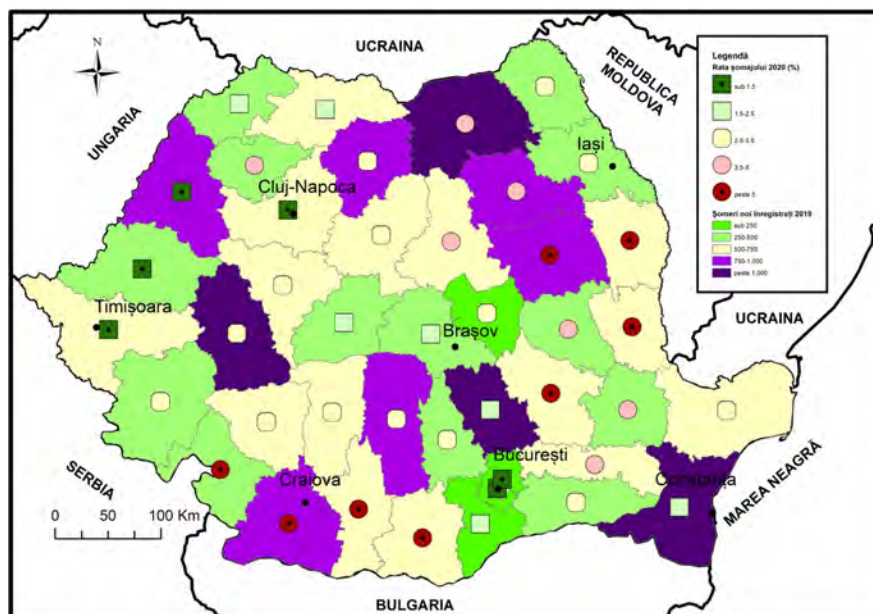 UCRAINA
REPUBLICA
MOLDOVA
N
UNGARIA
Legendă
Rata șomajului 2020 (%)
sub 1.5
1.5-2.5
2.5-3.5
3.5-5
peste 5
Șomeri noi înregistrați 2019
sub 250
250-500
500-750
750-1.000
peste 1.000
Iași
Cluj-Napoca
Timișoara
Brașov
UCRAINA
București
Constanța
Craiova
SERBIA
MAREA NEAGRĂ
0 50 100 Km
BULGARIA